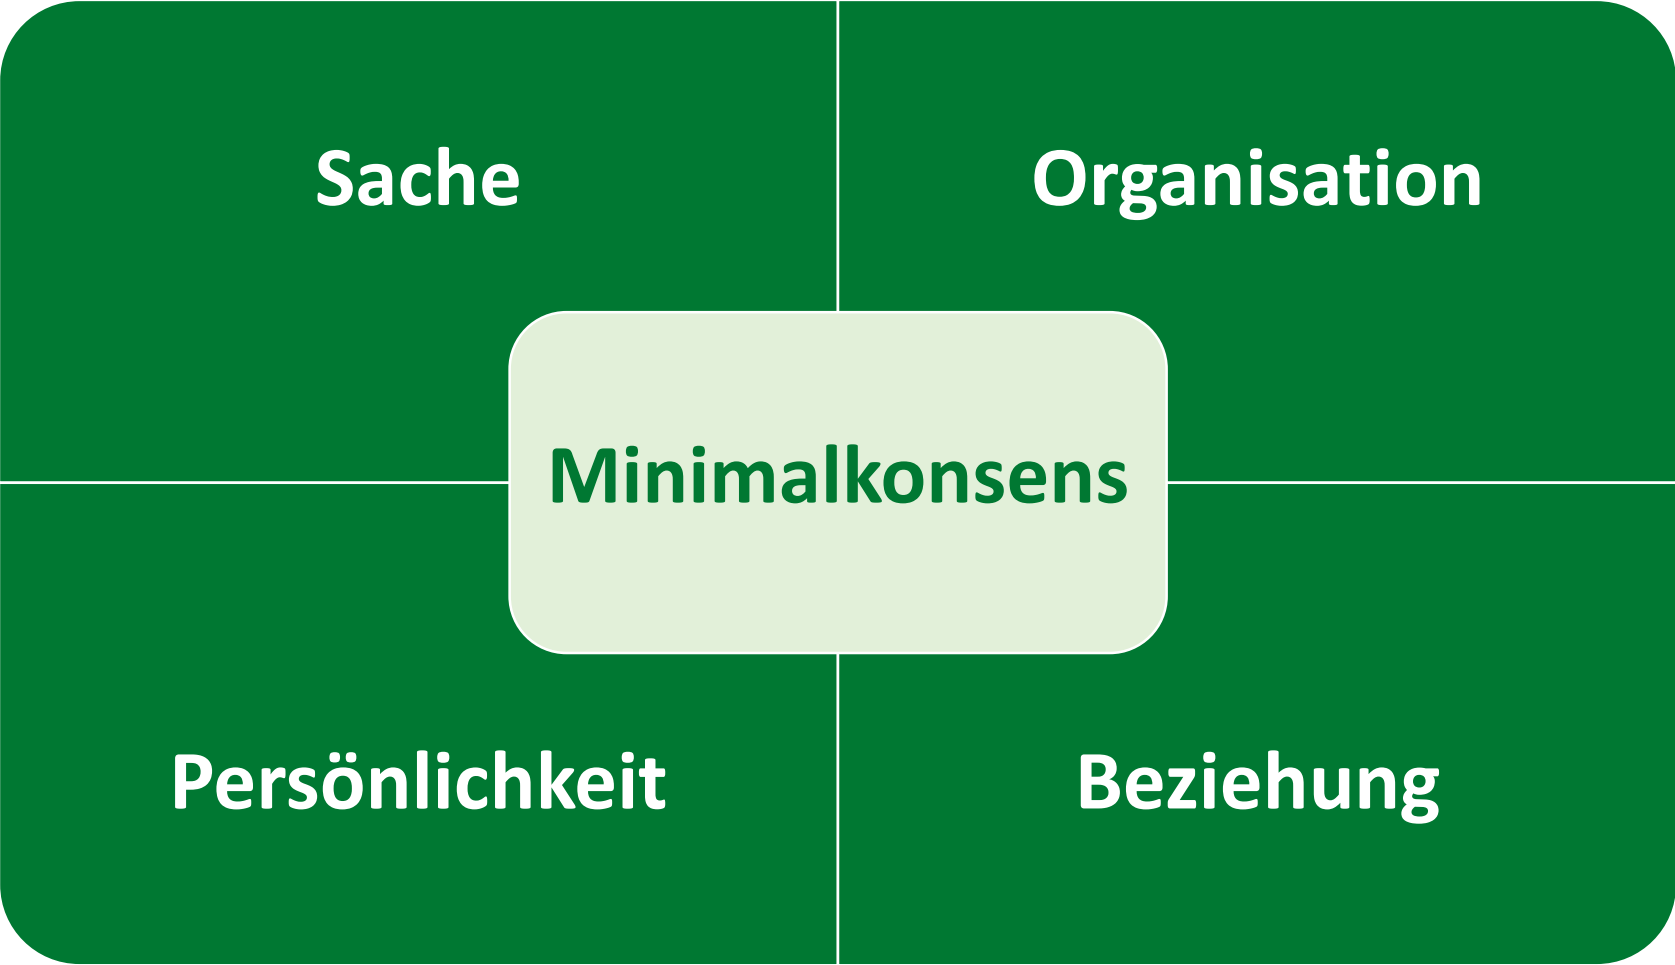 Sache
Organisation
Minimalkonsens
Persönlichkeit
Beziehung